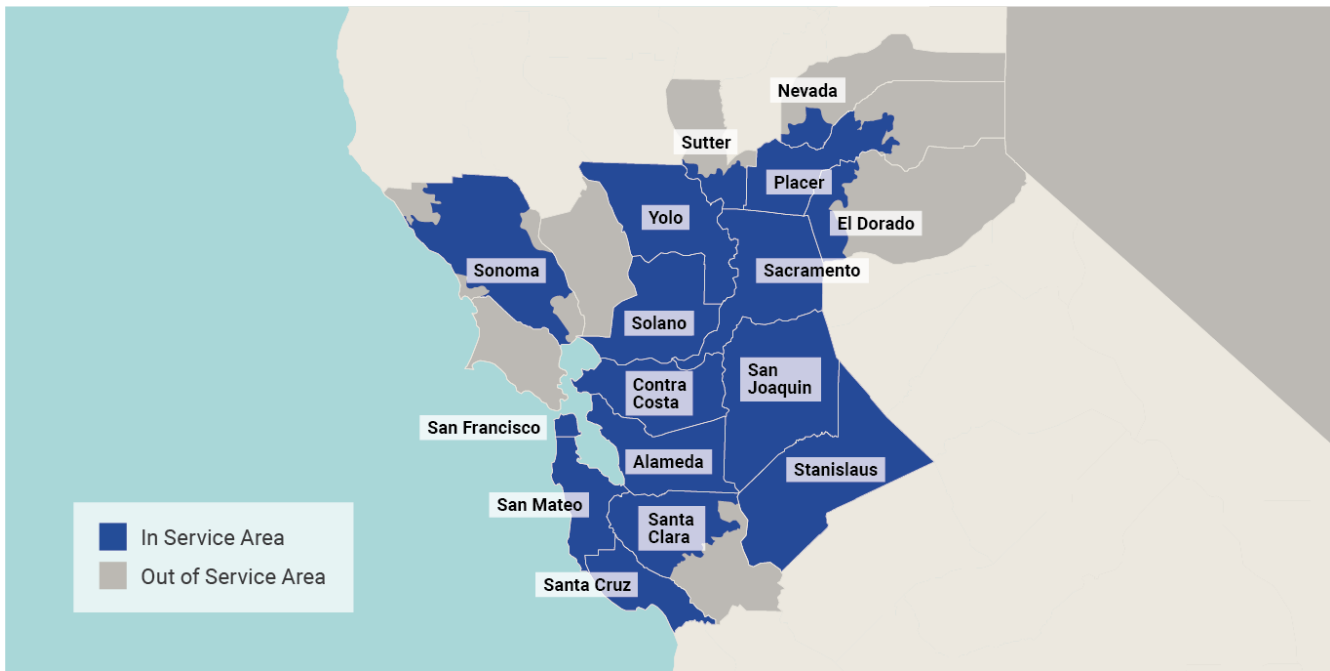 Nevada
Sutter
Placer
Yolo
El Dorado
Sonoma
Sacramento
Solano
San
Joaquin
Contra
Costa
San Francisco
Alameda
Stanislaus
San Mateo
Santa
Clara
In Service Area
Out of Service Area
Santa Cruz